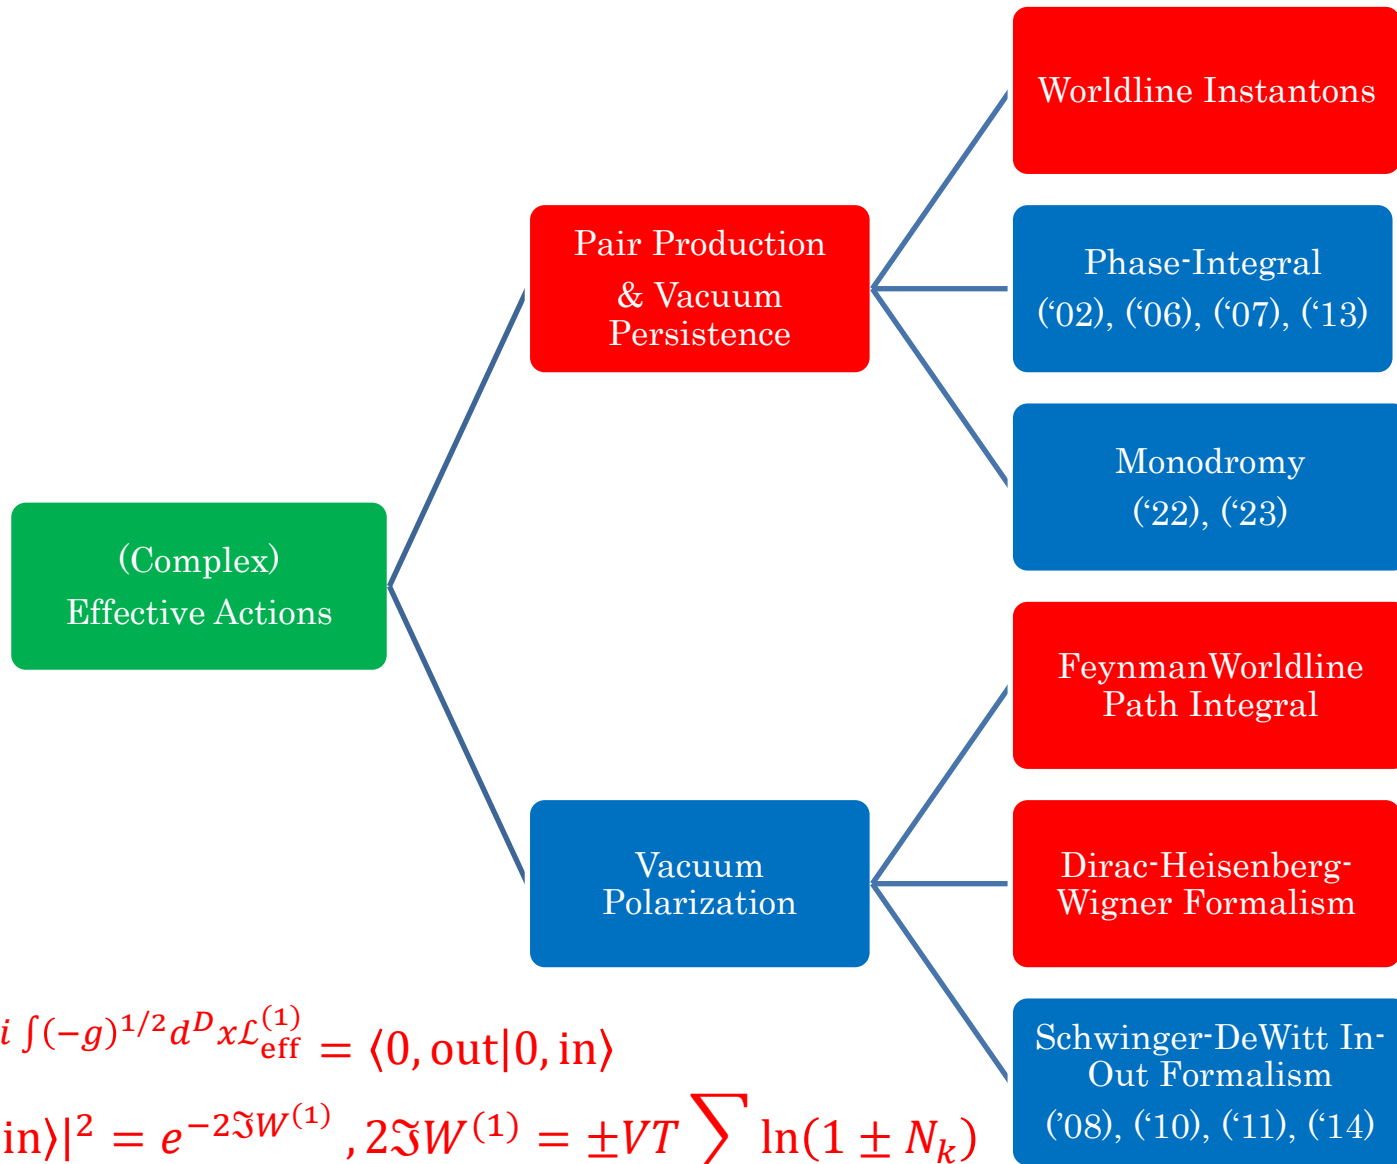 Worldline Instantons
Pair Production
& Vacuum
Persistence
Phase-Integral
(‘02), (‘06), (‘07), (‘13)
Monodromy
(‘22), (‘23)
(Complex)
Effective Actions
FeynmanWorldline
Path Integral
Vacuum
Polarization
Dirac-Heisenberg-
Wigner Formalism
Schwinger-DeWitt In-
Out Formalism
(‘08), (‘10), (‘11), (‘14)
i ∫(−g)^{1/2} d^D x ℒ_{eff}^{(1)} = ⟨0, out|0, in⟩
in⟩|² = e^{−2ℑW^{(1)}} , 2ℑW^{(1)} = ±VT ∑ ln(1 ± N_k)